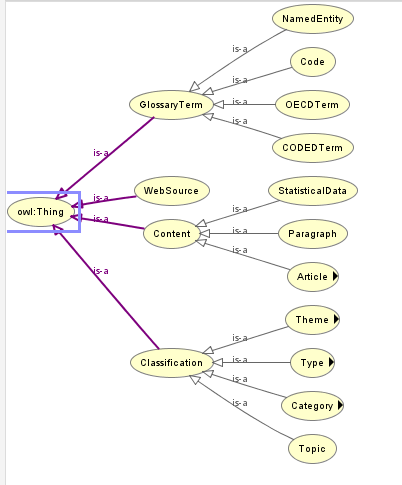 NamedEntity
is-a
Code
is-a
GlossaryTerm
is-a
OECDTerm
is-a
CODEDTerm
is-a
WebSource
is-a
StatisticalData
is-a
owl:Thing
is-a
Content
is-a
Paragraph
is-a
Article
is-a
Theme
is-a
Classification
is-a
Type
is-a
Category
is-a
Topic